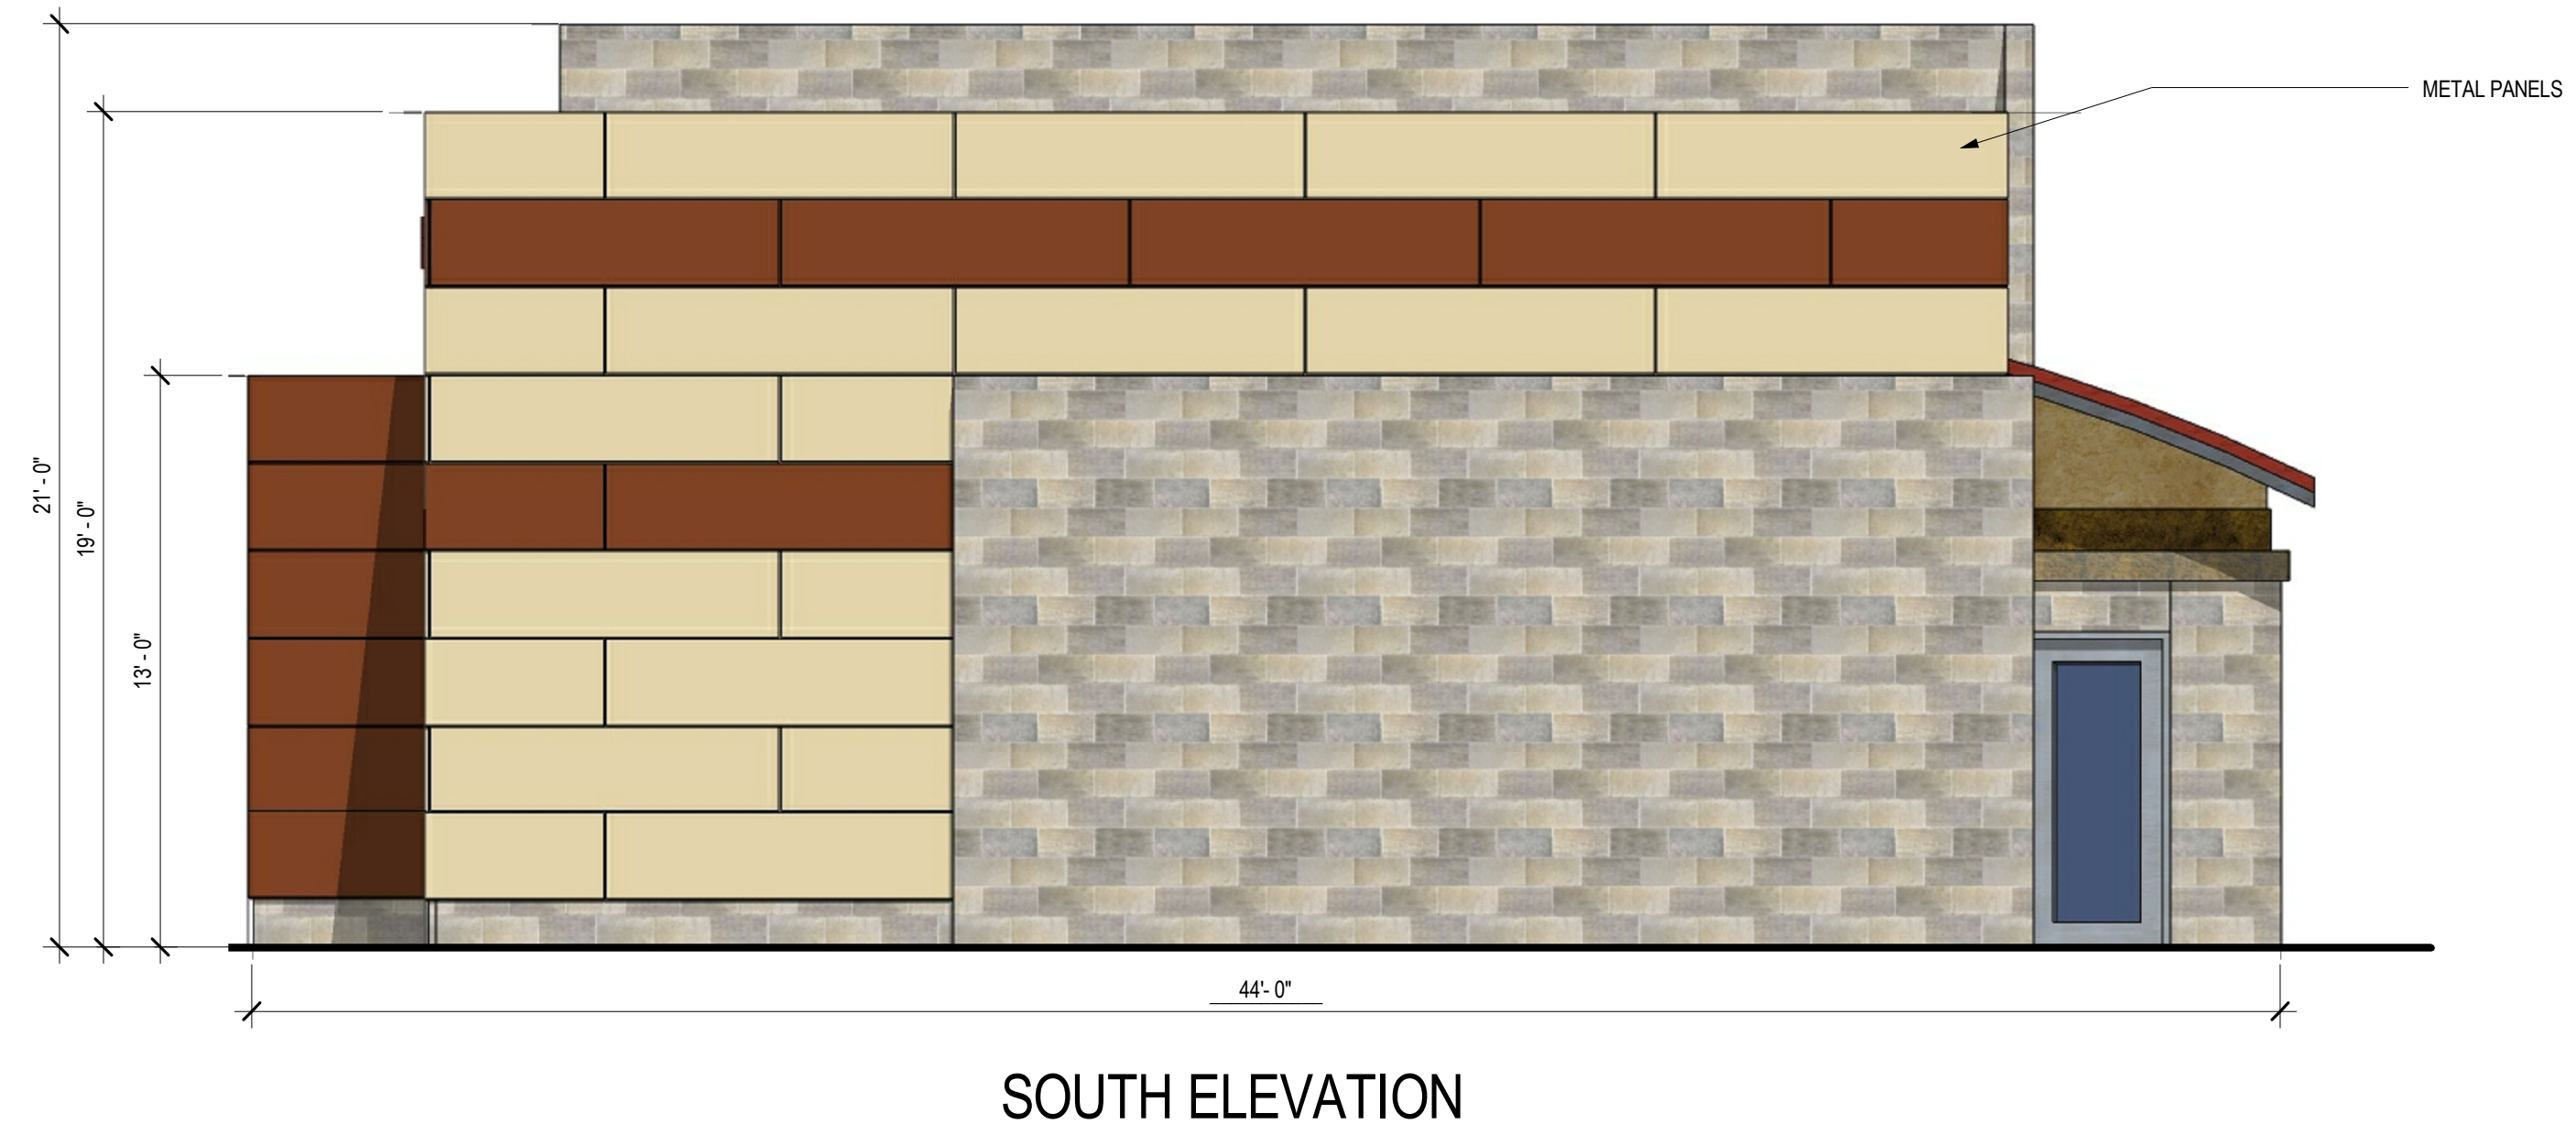 METAL PANELS
21' - 0"
19' - 0"
13' - 0"
44'- 0"
SOUTH ELEVATION